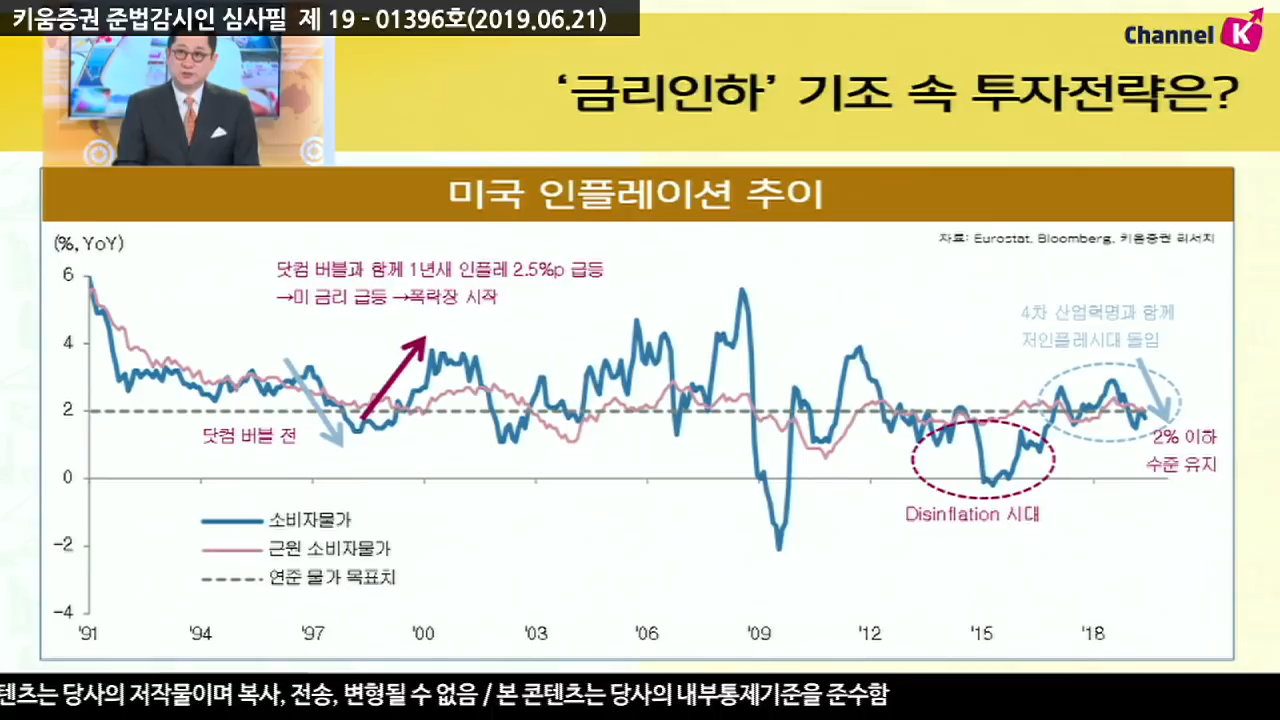 키움증권 준법감시인 심사필 제 19 - 01396호(2019.06.21)
Channel K
'금리인하' 기조 속 투자전략은?
미국 인플레이션 추이
(%, YoY)
자료: Eurostat, Bloomberg, 키움증권 리서치
닷컴 버블과 함께 1년새 인플레 2.5%p 급등
→미 금리 급등 →폭락장 시작
4차 산업혁명과 함께
저인플레시대 돌입
6
4
2
0
-2
-4
닷컴 버블 전
2% 이하
수준 유지
Disinflation 시대
소비자물가
근원 소비자물가
연준 물가 목표치
'91 '94 '97 '00 '03 '06 '09 '12 '15 '18
텐츠는 당사의 저작물이며 복사, 전송, 변형될 수 없음 / 본 콘텐츠는 당사의 내부통제기준을 준수함